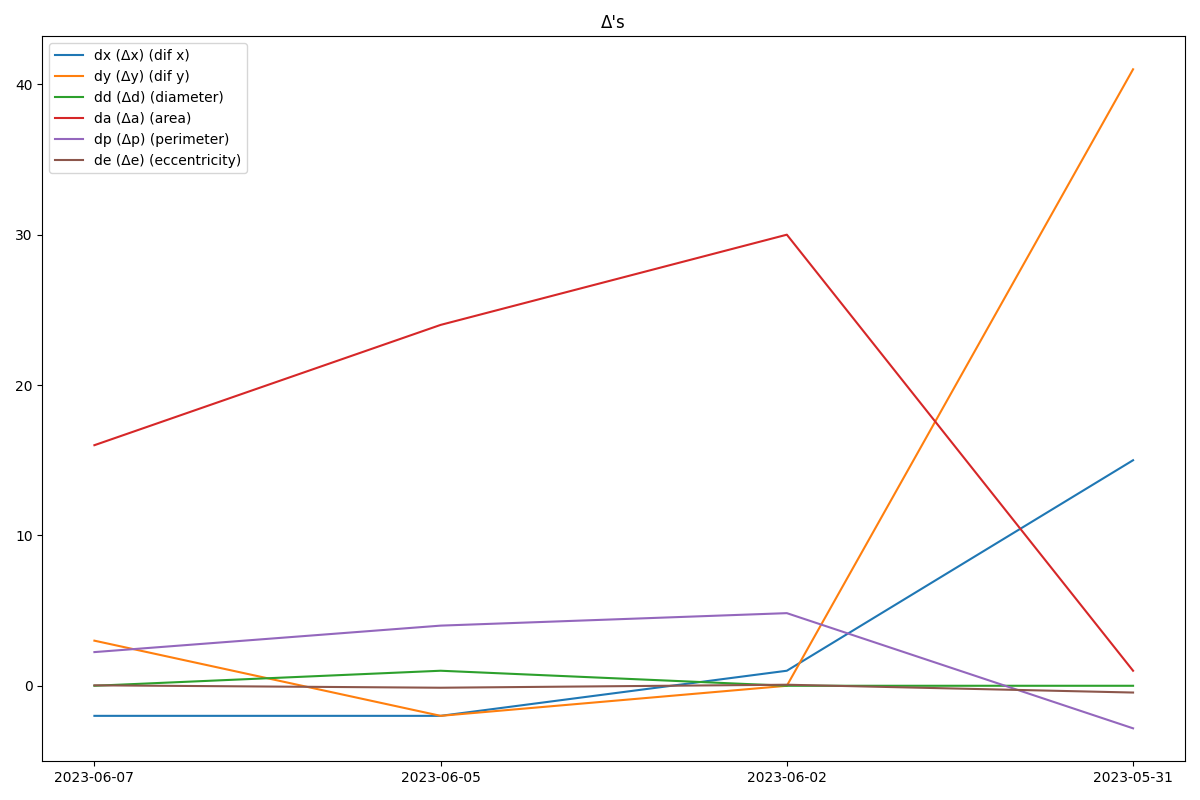 Δ's
dx (Δx) (dif x)
dy (Δy) (dif y)
dd (Δd) (diameter)
da (Δa) (area)
dp (Δp) (perimeter)
de (Δe) (eccentricity)
40
30
20
10
0
2023-06-07
2023-06-05
2023-06-02
2023-05-31